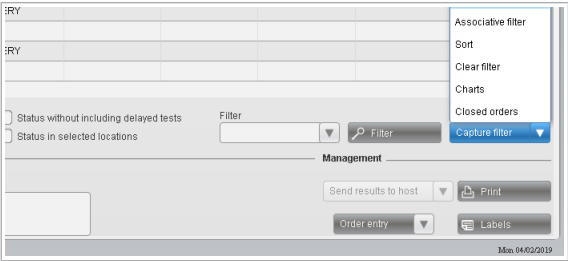 ERY
Associative filter
Sort
ERY
Clear filter
Charts
Closed orders
Status without including delayed tests
Filter
Status in selected locations
Filter
Capture filter
Management
Send results to host
Print
Order entry
Labels
Mon 04/02/2019